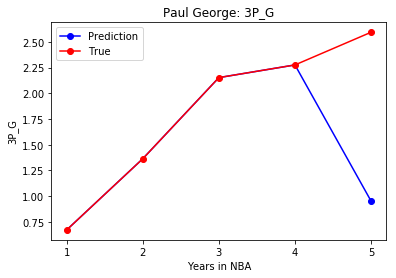 Paul George: 3P_G
Prediction
True
3P_G
2.50
2.25
2.00
1.75
1.50
1.25
1.00
0.75
1 2 3 4 5
Years in NBA